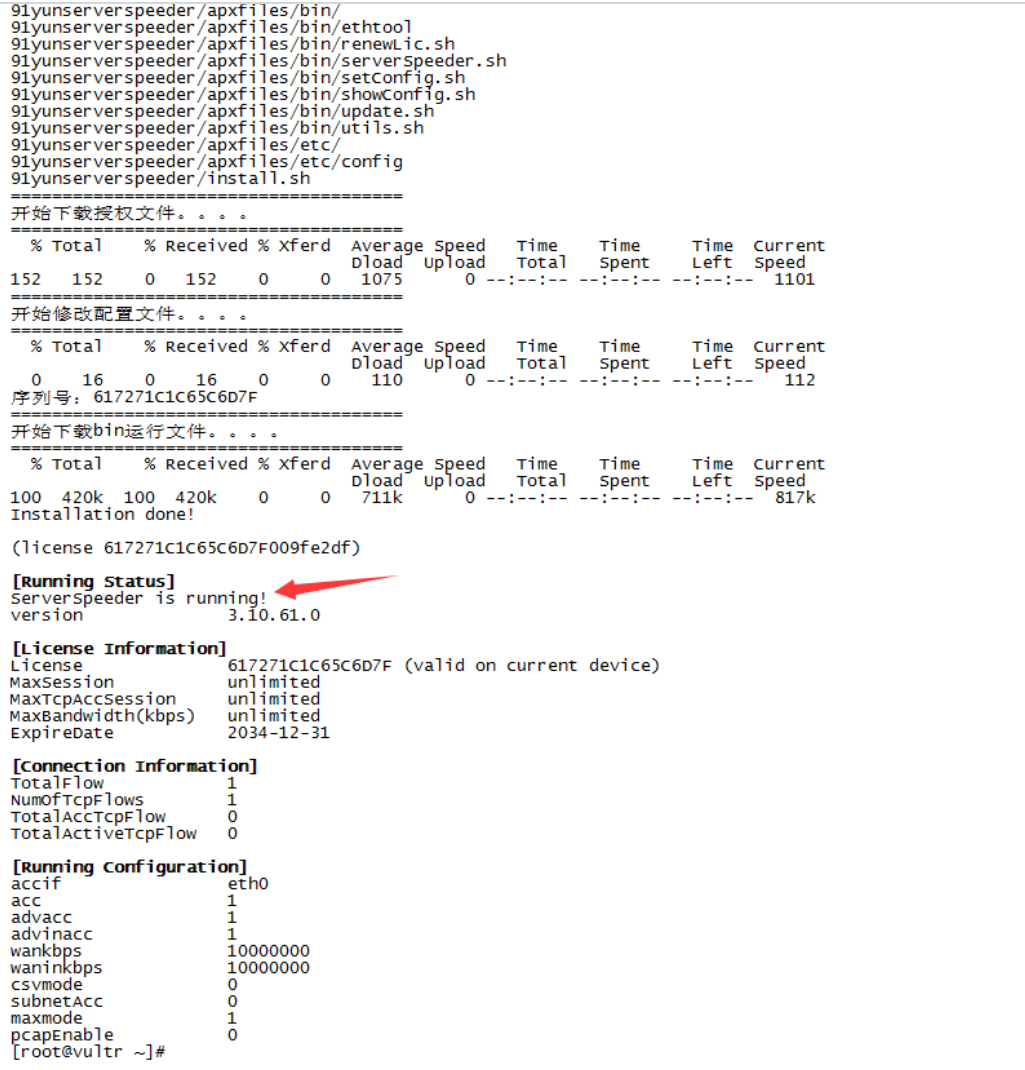 91yunserverspeeder/apxfiles/bin/
91yunserverspeeder/apxfiles/bin/ethtool
91yunserverspeeder/apxfiles/bin/renewLic.sh
91yunserverspeeder/apxfiles/bin/serverSpeeder.sh
91yunserverspeeder/apxfiles/bin/setConfig.sh
91yunserverspeeder/apxfiles/bin/showConfig.sh
91yunserverspeeder/apxfiles/bin/update.sh
91yunserverspeeder/apxfiles/bin/utils.sh
91yunserverspeeder/apxfiles/etc/
91yunserverspeeder/apxfiles/etc/config
91yunserverspeeder/install.sh
======================================
开始下载授权文件。。。。
======================================
% Total % Received % Xferd Average Speed Time Time Time Current
Dload Upload Total Spent Left Speed
152 152 0 152 0 0 1075 0 --:--:-- --:--:-- --:--:-- 1101
======================================
开始修改配置文件。。。。
======================================
% Total % Received % Xferd Average Speed Time Time Time Current
Dload Upload Total Spent Left Speed
0 16 0 16 0 0 110 0 --:--:-- --:--:-- --:--:-- 112
序列号：617271C1C65C6D7F
======================================
开始下载bin运行文件。。。。
======================================
% Total % Received % Xferd Average Speed Time Time Time Current
Dload Upload Total Spent Left Speed
100 420k 100 420k 0 0 711k 0 --:--:-- --:--:-- --:--:-- 817k
Installation done!
(license 617271C1C65C6D7F009fe2df)
[Running Status]
ServerSpeeder is running!
version 3.10.61.0
[License Information]
License 617271C1C65C6D7F (valid on current device)
MaxSession unlimited
MaxTcpAccSession unlimited
MaxBandwidth(kbps) unlimited
ExpireDate 2034-12-31
[Connection Information]
TotalFlow 1
NumOfTcpFlows 1
TotalAccTcpFlow 0
TotalActiveTcpFlow 0
[Running Configuration]
accif eth0
acc 1
advacc 1
advinacc 1
wankbps 10000000
waninkbps 10000000
csvmode 0
subnetAcc 0
maxmode 1
pcapEnable 0
[root@vultr ~]#